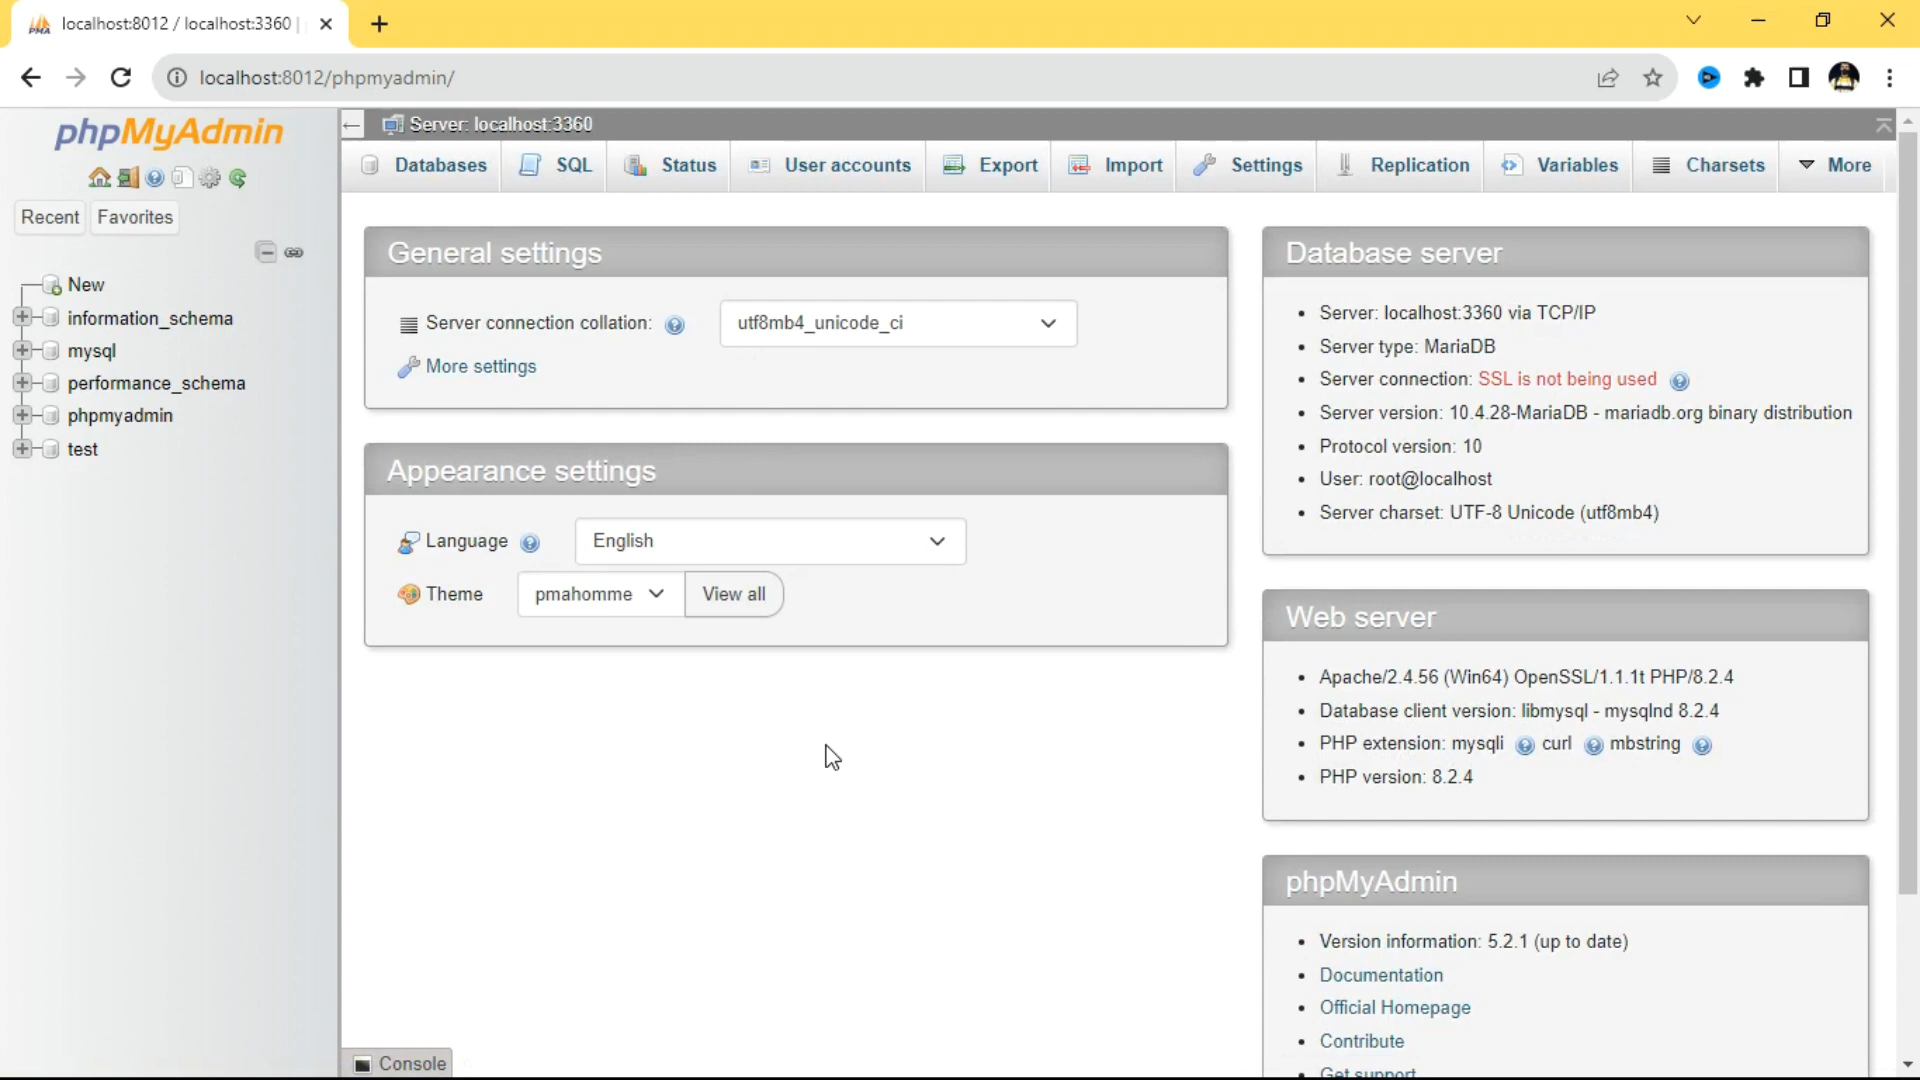 localhost:8012 / localhost:3360 |
localhost:8012/phpmyadmin/
phpMyAdmin
Recent
Favorites
New
information_schema
mysql
performance_schema
phpmyadmin
test
Server: localhost:3360
Databases
SQL
Status
User accounts
Export
Import
Settings
Replication
Variables
Charsets
More
General settings
Server connection collation:
utf8mb4_unicode_ci
More settings
Appearance settings
Language
English
Theme
pmahomme
View all
Database server
Server: localhost:3360 via TCP/IP
Server type: MariaDB
Server connection: SSL is not being used
Server version: 10.4.28-MariaDB - mariadb.org binary distribution
Protocol version: 10
User: root@localhost
Server charset: UTF-8 Unicode (utf8mb4)
Web server
Apache/2.4.56 (Win64) OpenSSL/1.1.1t PHP/8.2.4
Database client version: libmysql - mysqlnd 8.2.4
PHP extension: mysqli curl mbstring
PHP version: 8.2.4
phpMyAdmin
Version information: 5.2.1 (up to date)
Documentation
Official Homepage
Contribute
Get support
Console